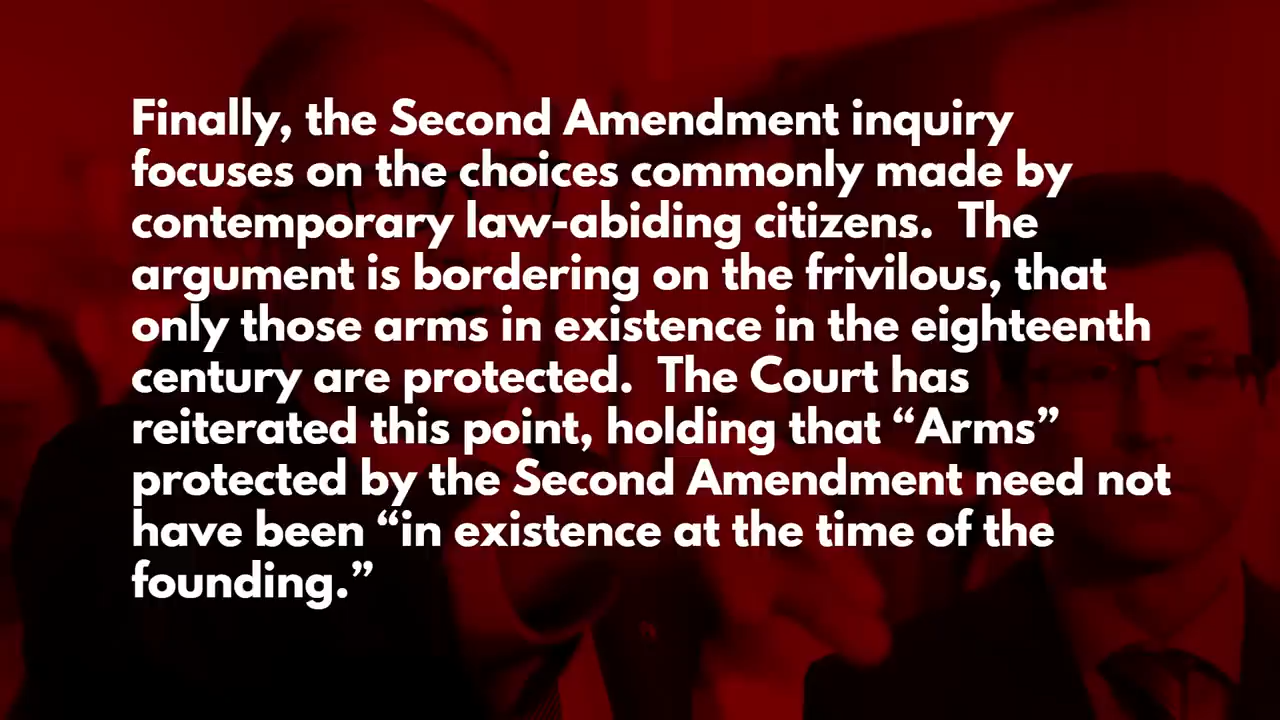 Finally, the Second Amendment inquiry
focuses on the choices commonly made by
contemporary law-abiding citizens.  The
argument is bordering on the frivilous, that
only those arms in existence in the eighteenth
century are protected.  The Court has
reiterated this point, holding that “Arms”
protected by the Second Amendment need not
have been “in existence at the time of the
founding.”